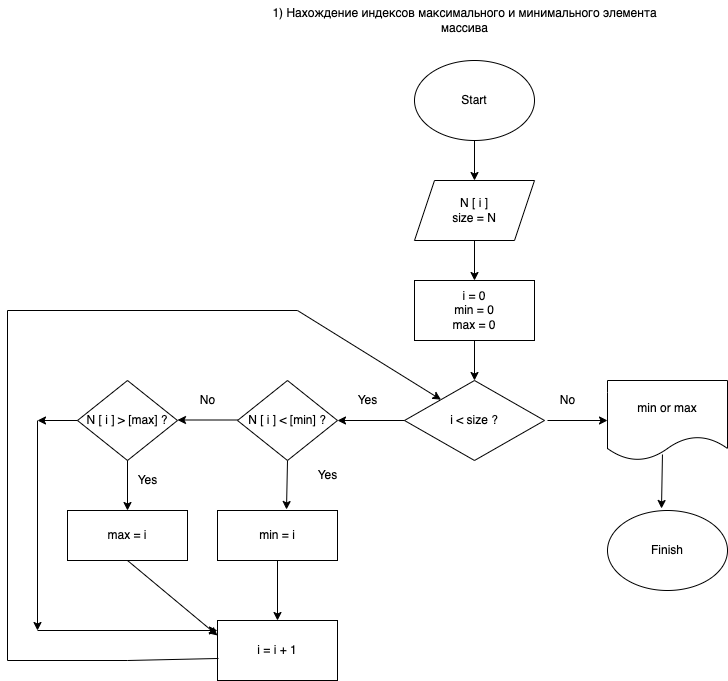 1) Нахождение индексов максимального и минимального элемента
массива
Start
N [ i ]
size = N
i = 0
min = 0
max = 0
i < size ?
Yes
No
min or max
Finish
N [ i ] < [min] ?
No
Yes
N [ i ] > [max] ?
Yes
max = i
min = i
i = i + 1